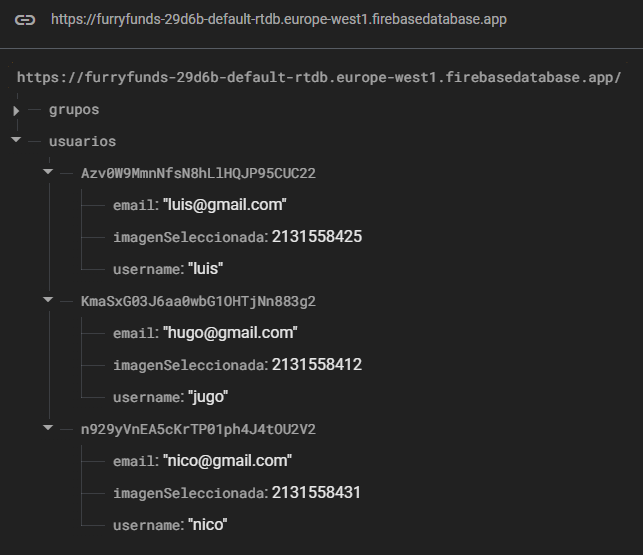 https://furryfunds-29d6b-default-rtdb.europe-west1.firebasedatabase.app
https://furryfunds-29d6b-default-rtdb.europe-west1.firebasedatabase.app/
grupos
usuarios
Azv0W9MmnNfsN8hLlHQJP95CUC22
email: "luis@gmail.com"
imagenSeleccionada: 2131558425
username: "luis"
KmaSxG03J6aa0wbG1OHTjNn883g2
email: "hugo@gmail.com"
imagenSeleccionada: 2131558412
username: "jugo"
n929yVnEA5cKrTP01ph4J4tOU2V2
email: "nico@gmail.com"
imagenSeleccionada: 2131558431
username: "nico"